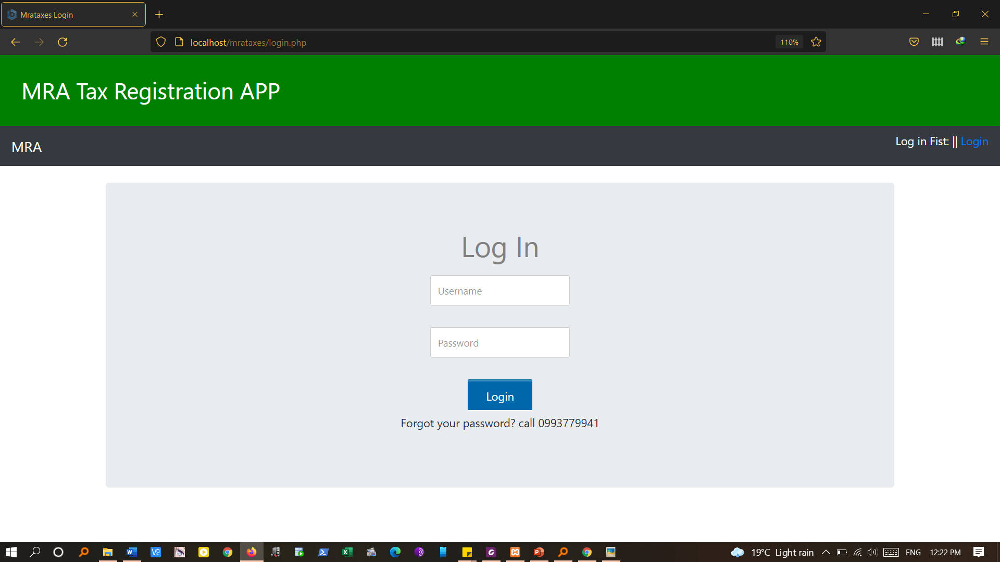 Mrataxes Login
localhost/mrataxes/login.php
110%
MRA Tax Registration APP
MRA
Log in Fist: || Login
Log In
Username
Password
Login
Forgot your password? call 0993779941
19°C Light rain
ENG
12:22 PM